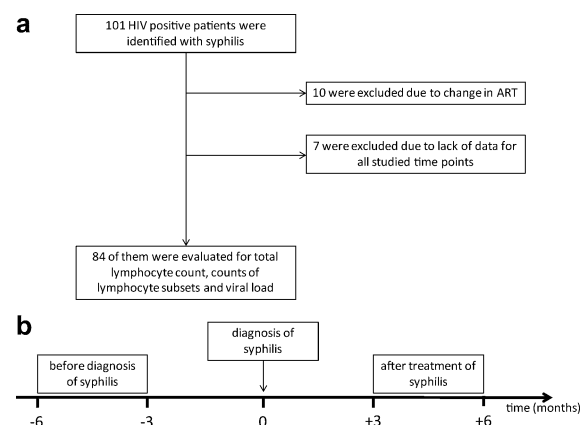 a
101 HIV positive patients were
identified with syphilis
10 were excluded due to change in ART
7 were excluded due to lack of data for
all studied time points
84 of them were evaluated for total
lymphocyte count, counts of
lymphocyte subsets and viral load
b
diagnosis of
syphilis
before diagnosis
of syphilis
after treatment of
syphilis
time (months)
-6 -3 0 +3 +6